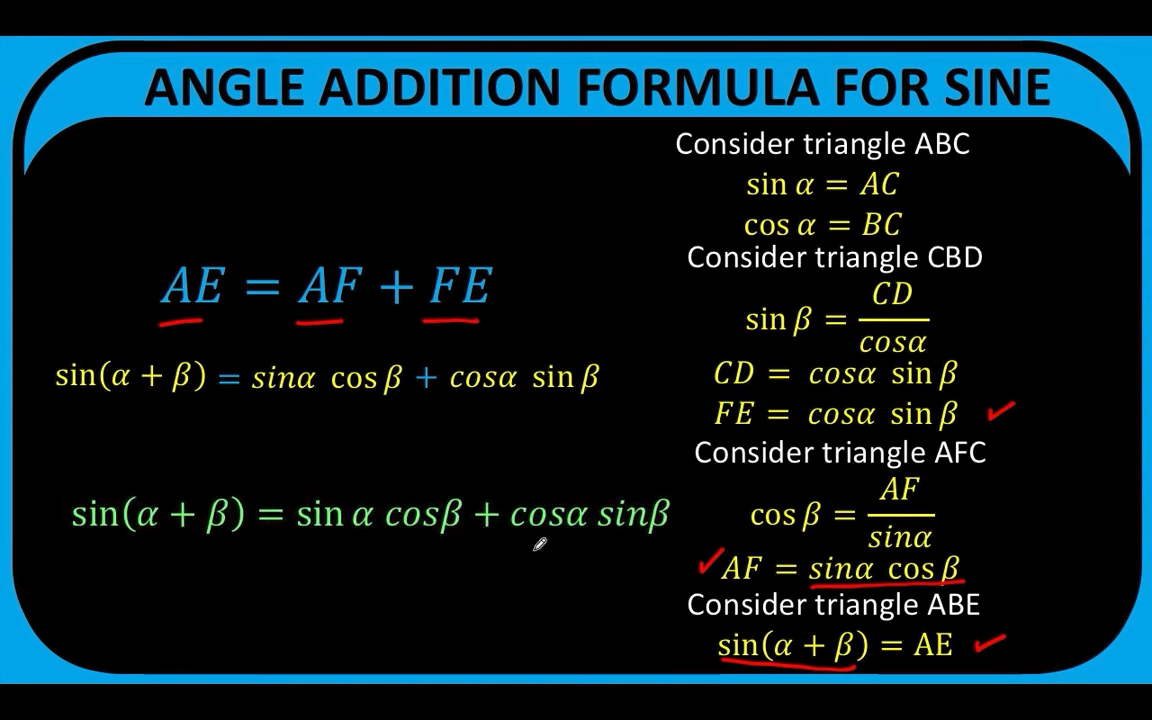 ANGLE ADDITION FORMULA FOR SINE
AE = AF + FE
sin(α + β) = sinα cos β + cosα sin β
sin(α + β) = sin α cosβ + cosα sinβ
Consider triangle ABC
sin α = AC
cos α = BC
Consider triangle CBD
sin β = CD/cosα
CD = cosα sin β
FE = cosα sin β ✓
Consider triangle AFC
cos β = AF/sinα
✓ AF = sinα cos β
Consider triangle ABE
sin(α + β) = AE ✓